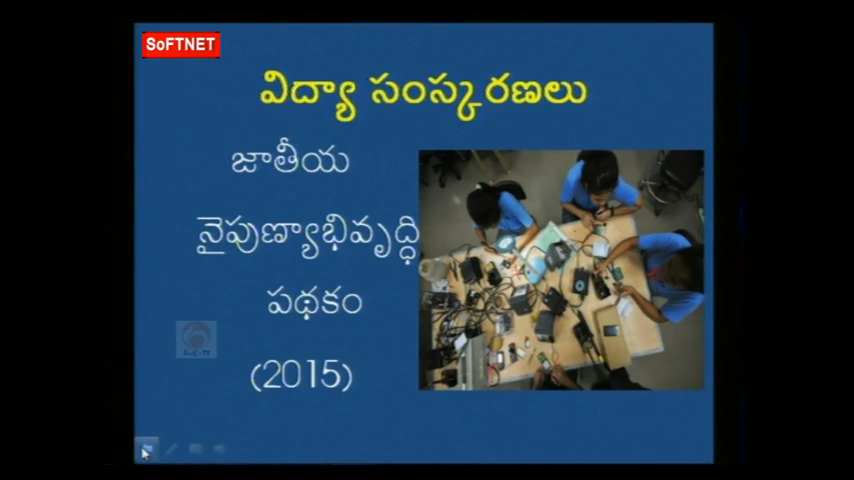 SoFTNET
విద్యా సంస్కరణలు
జాతీయ
నైపుణ్యాభివృద్ధి
పథకం
(2015)